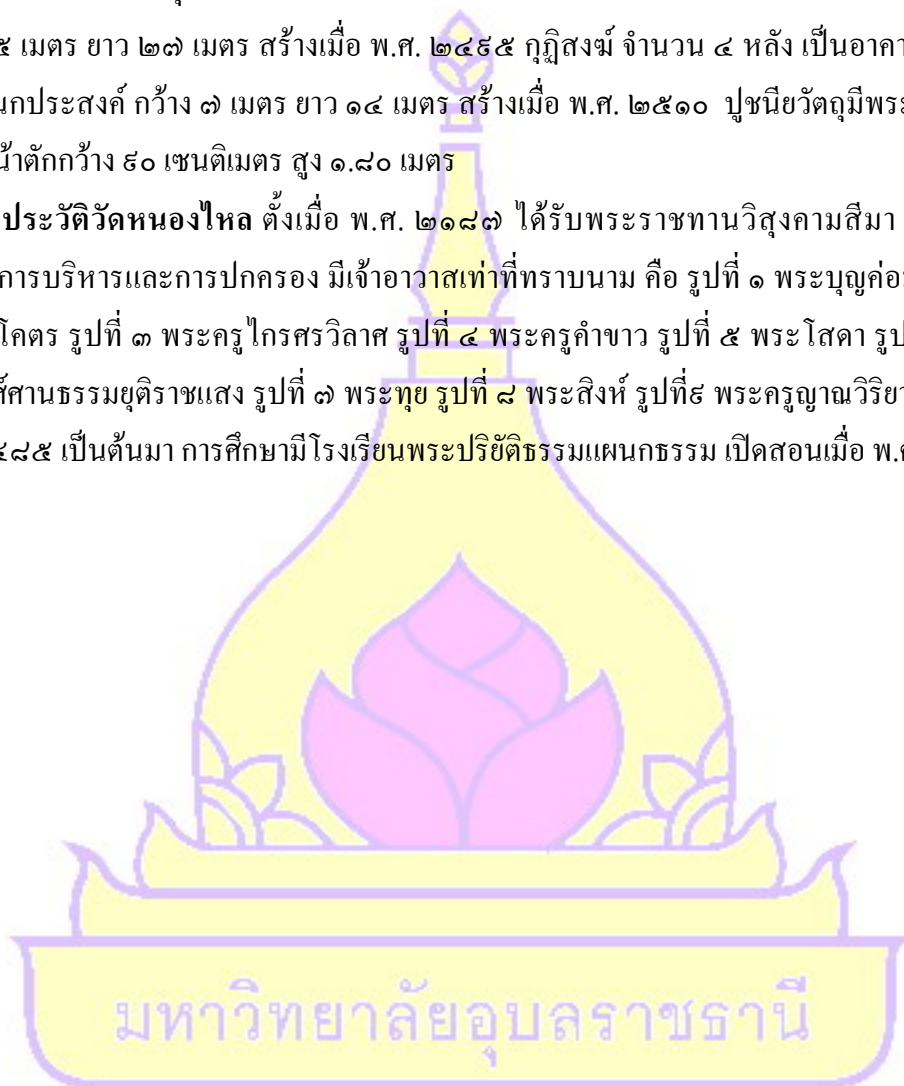 ๕ เมตร ยาว ๒๗ เมตร สร้างเมื่อ พ.ศ. ๒๔๙๕ กุฏิสงฆ์ จำนวน ๔ หลัง เป็นอาคา
นกประสงค์ กว้าง ๗ เมตร ยาว ๑๔ เมตร สร้างเมื่อ พ.ศ. ๒๕๑๐ ปูชนียวัตถุมีพระ
น้าตักกว้าง ๙๐ เซนติเมตร สูง ๑.๘๐ เมตร
ประวัติวัดหนองไหล ตั้งเมื่อ พ.ศ. ๒๑๘๗ ได้รับพระราชทานวิสุงคามสีมา
การบริหารและการปกครอง มีเจ้าอาวาสเท่าที่ทราบนาม คือ รูปที่ ๑ พระบุญค่อ
โคตร รูปที่ ๓ พระครูไกรศรวิลาศ รูปที่ ๔ พระครูคำขาว รูปที่ ๕ พระโสดา รูป
ศานธรรมยุติราชแสง รูปที่ ๗ พระทุย รูปที่ ๘ พระสิงห์ รูปที่๙ พระครูญาณวิริยา
๔๘๕ เป็นต้นมา การศึกษามีโรงเรียนพระปริยัติธรรมแผนกธรรม เปิดสอนเมื่อ พ.ศ
มหาวิทยาลัยอุบลราชธานี